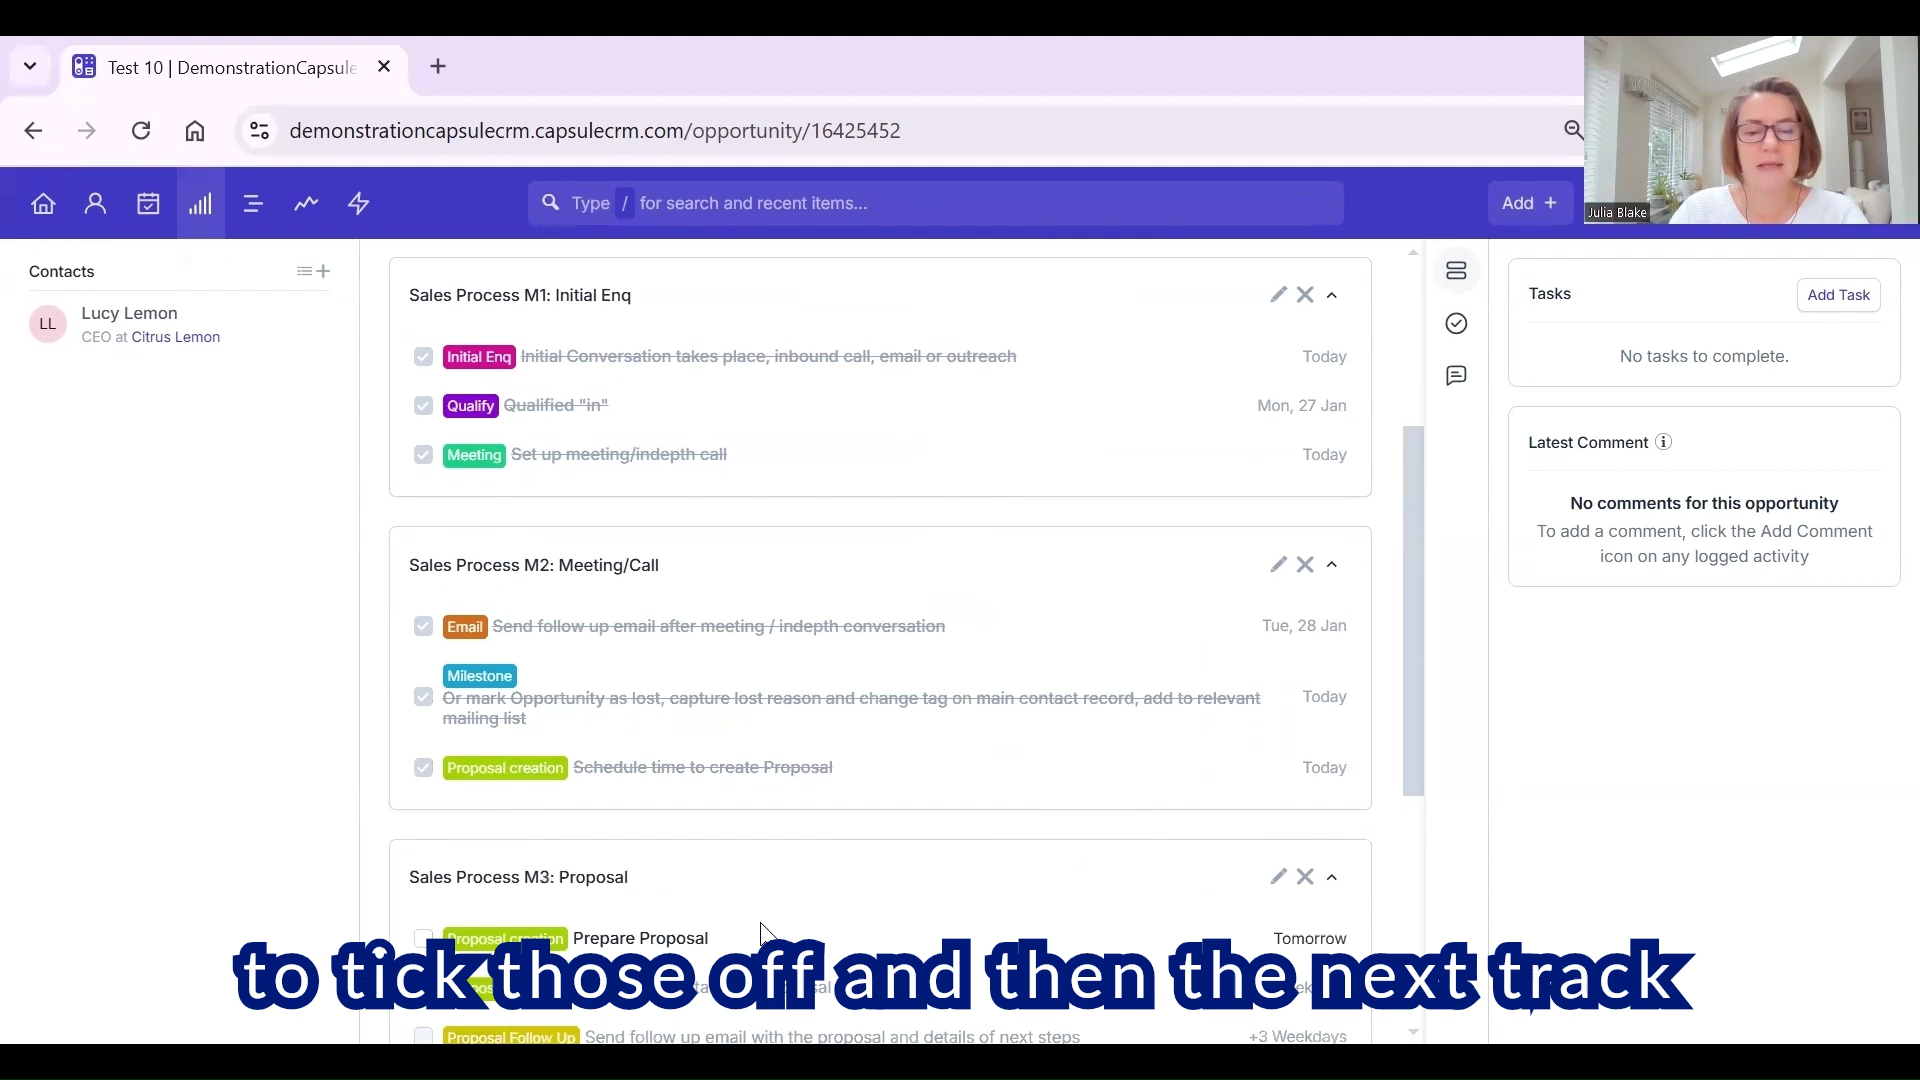 Test 10 | DemonstrationCapsule
demonstrationcapsulecrm.capsulecrm.com/opportunity/16425452
Type / for search and recent items...
Add +
Julia Blake
Contacts
LL
Lucy Lemon
CEO at Citrus Lemon
Sales Process M1: Initial Enq
Initial Enq Initial Conversation takes place, inbound call, email or outreach Today
Qualify Qualified "in" Mon, 27 Jan
Meeting Set up meeting/indepth call Today
Sales Process M2: Meeting/Call
Email Send follow up email after meeting / indepth conversation Tue, 28 Jan
Milestone
Or mark Opportunity as lost, capture lost reason and change tag on main contact record, add to relevant Today
mailing list
Proposal creation Schedule time to create Proposal Today
Sales Process M3: Proposal
Proposal creation Prepare Proposal Tomorrow
Proposal Follow Up Send follow up email with the proposal and details of next steps +3 Weekdays
Tasks
Add Task
No tasks to complete.
Latest Comment
No comments for this opportunity
To add a comment, click the Add Comment
icon on any logged activity
to tick those off and then the next track